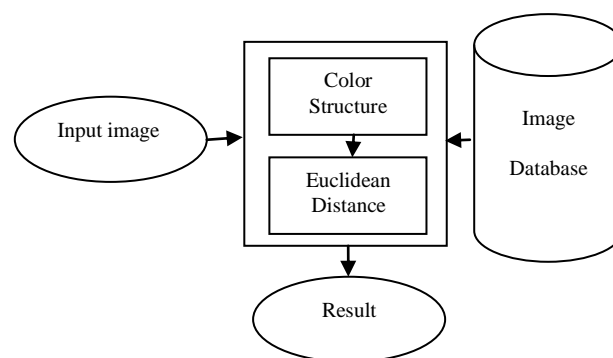 Input image
Color
Structure
Euclidean
Distance
Image
Database
Result